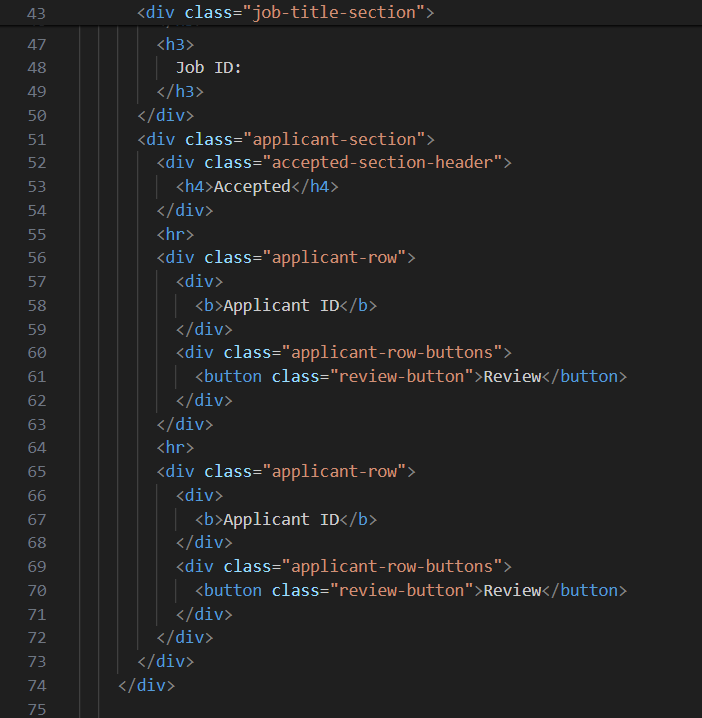 43 <div class="job-title-section">
47 <h3>
48 Job ID:
49 </h3>
50 </div>
51 <div class="applicant-section">
52 <div class="accepted-section-header">
53 <h4>Accepted</h4>
54 </div>
55 <hr>
56 <div class="applicant-row">
57 <div>
58 <b>Applicant ID</b>
59 </div>
60 <div class="applicant-row-buttons">
61 <button class="review-button">Review</button>
62 </div>
63 </div>
64 <hr>
65 <div class="applicant-row">
66 <div>
67 <b>Applicant ID</b>
68 </div>
69 <div class="applicant-row-buttons">
70 <button class="review-button">Review</button>
71 </div>
72 </div>
73 </div>
74 </div>
75